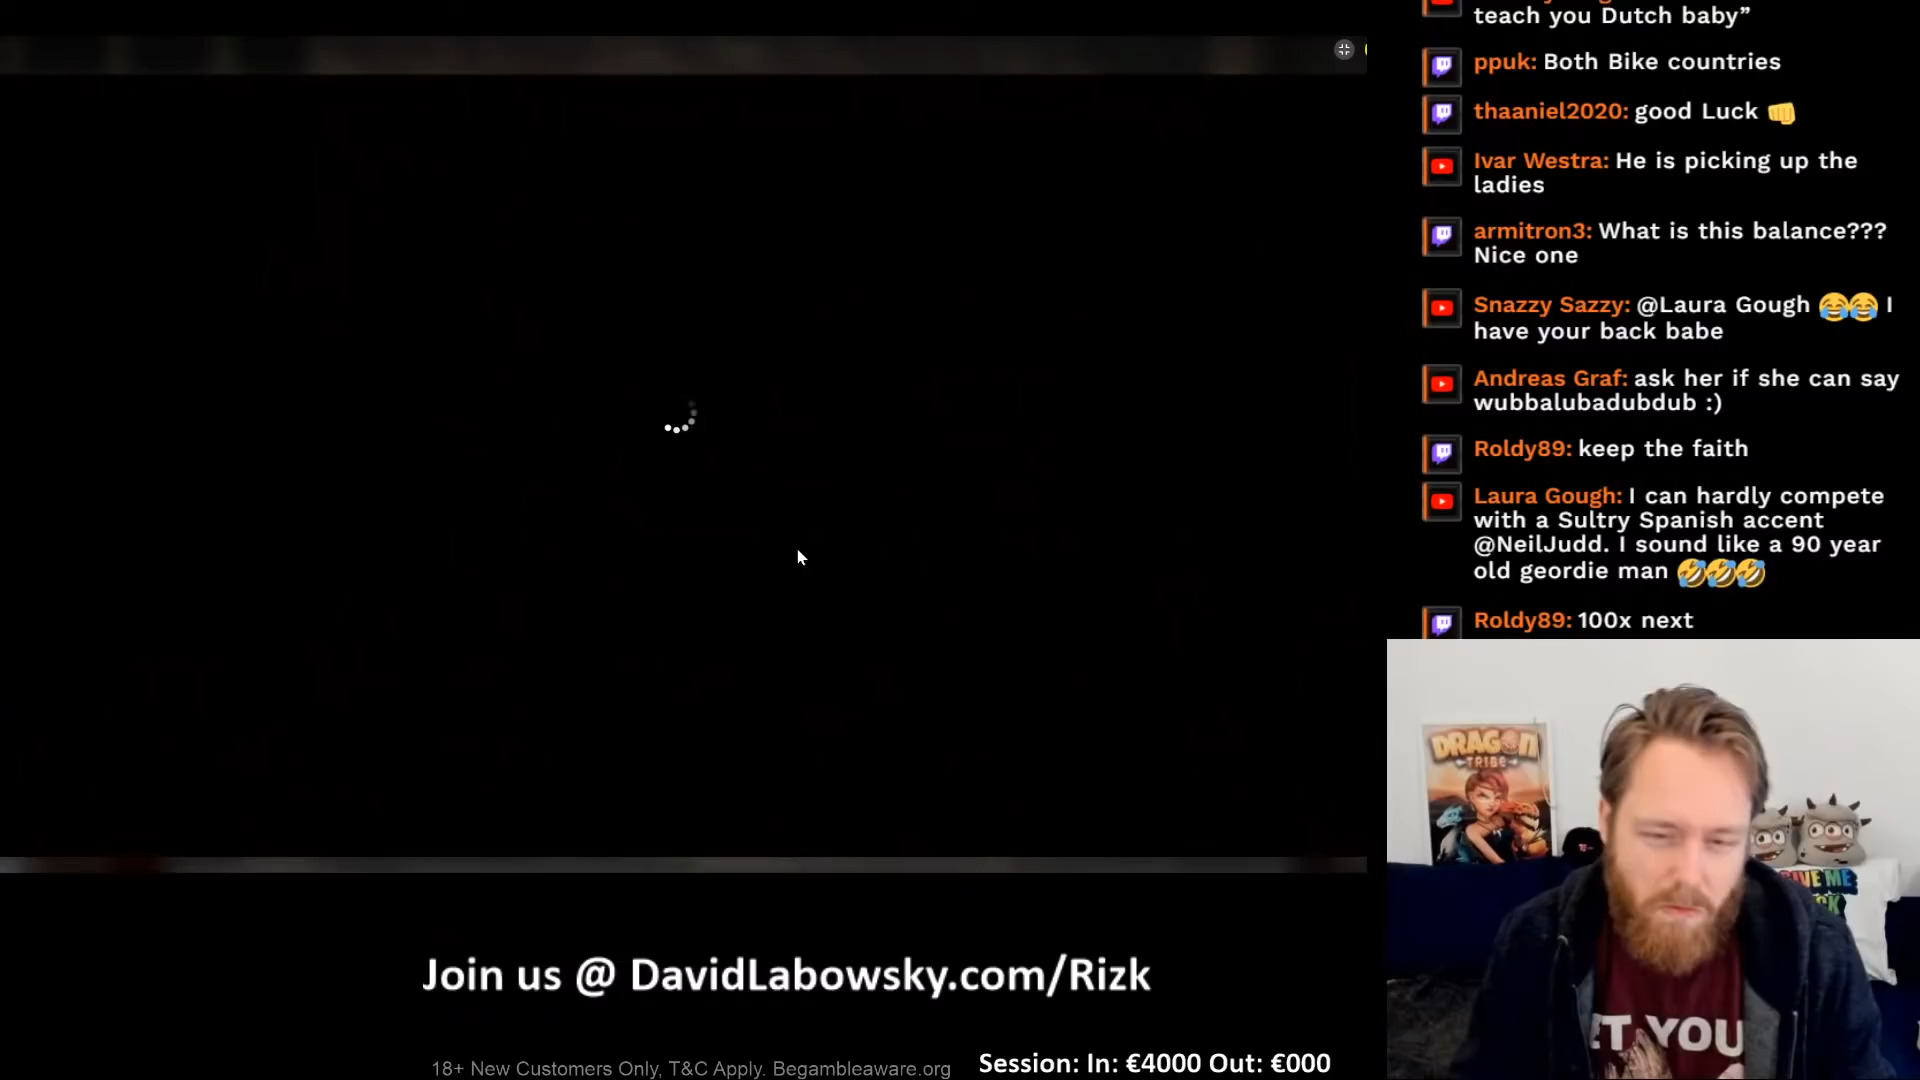 teach you Dutch baby”
ppuk: Both Bike countries
thaaniel2020: good Luck 👊
Ivar Westra: He is picking up the
ladies
armitron3: What is this balance???
Nice one
Snazzy Sazzy: @Laura Gough 😂😂 I
have your back babe
Andreas Graf: ask her if she can say
wubbalubadubdub :)
Roldy89: keep the faith
Laura Gough: I can hardly compete
with a Sultry Spanish accent
@NeilJudd. I sound like a 90 year
old geordie man 🤣🤣🤣
Roldy89: 100x next
DRAGON
TRIBE
GIVE ME
ET YOU
Join us @ DavidLabowsky.com/Rizk
18+ New Customers Only, T&C Apply. Begambleaware.org
Session: In: €4000 Out: €000